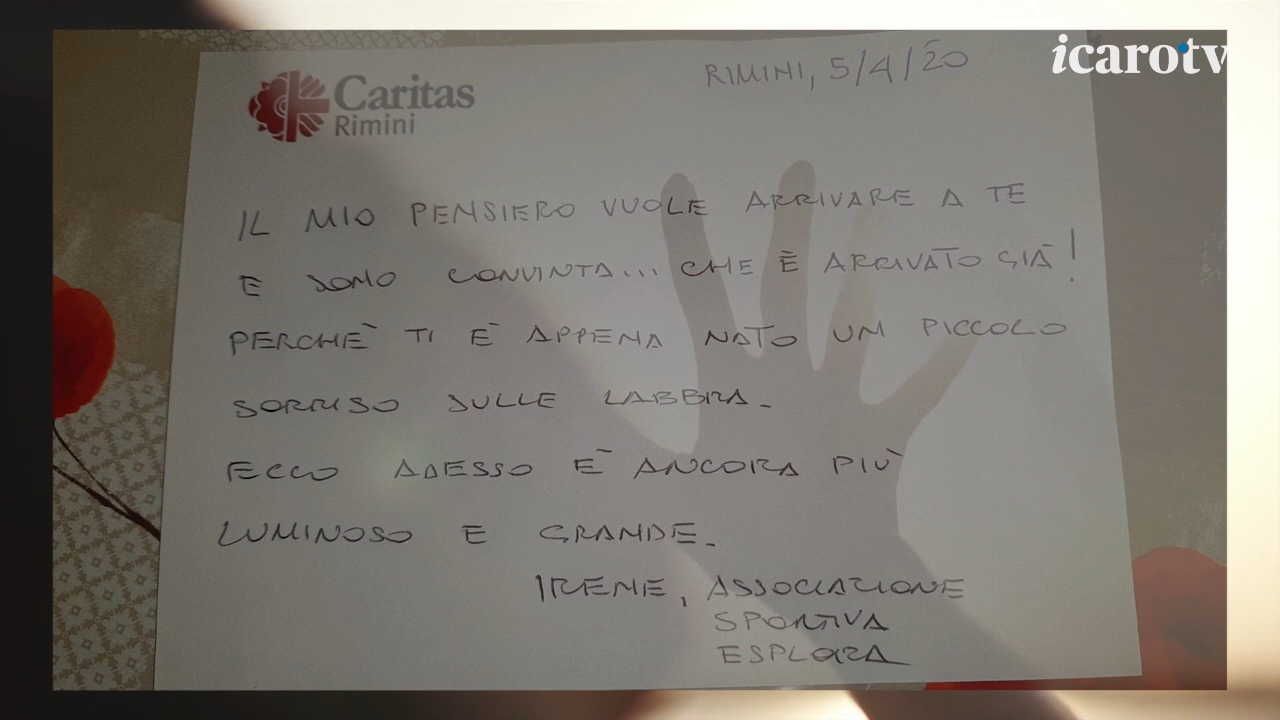 icarotv
Caritas
Rimini
RIMINI, 5/4/20
IL MIO PENSIERO VUOLE ARRIVARE A TE
E SONO CONVINTA... CHE È ARRIVATO GIÀ!
PERCHÈ TI È APPENA NATO UN PICCOLO
SORRISO SULLE LABBRA.
ECCO ADESSO È ANCORA PIÙ
LUMINOSO E GRANDE.
IRENE, ASSOCIAZIONE
SPORTIVA
ESPLORA